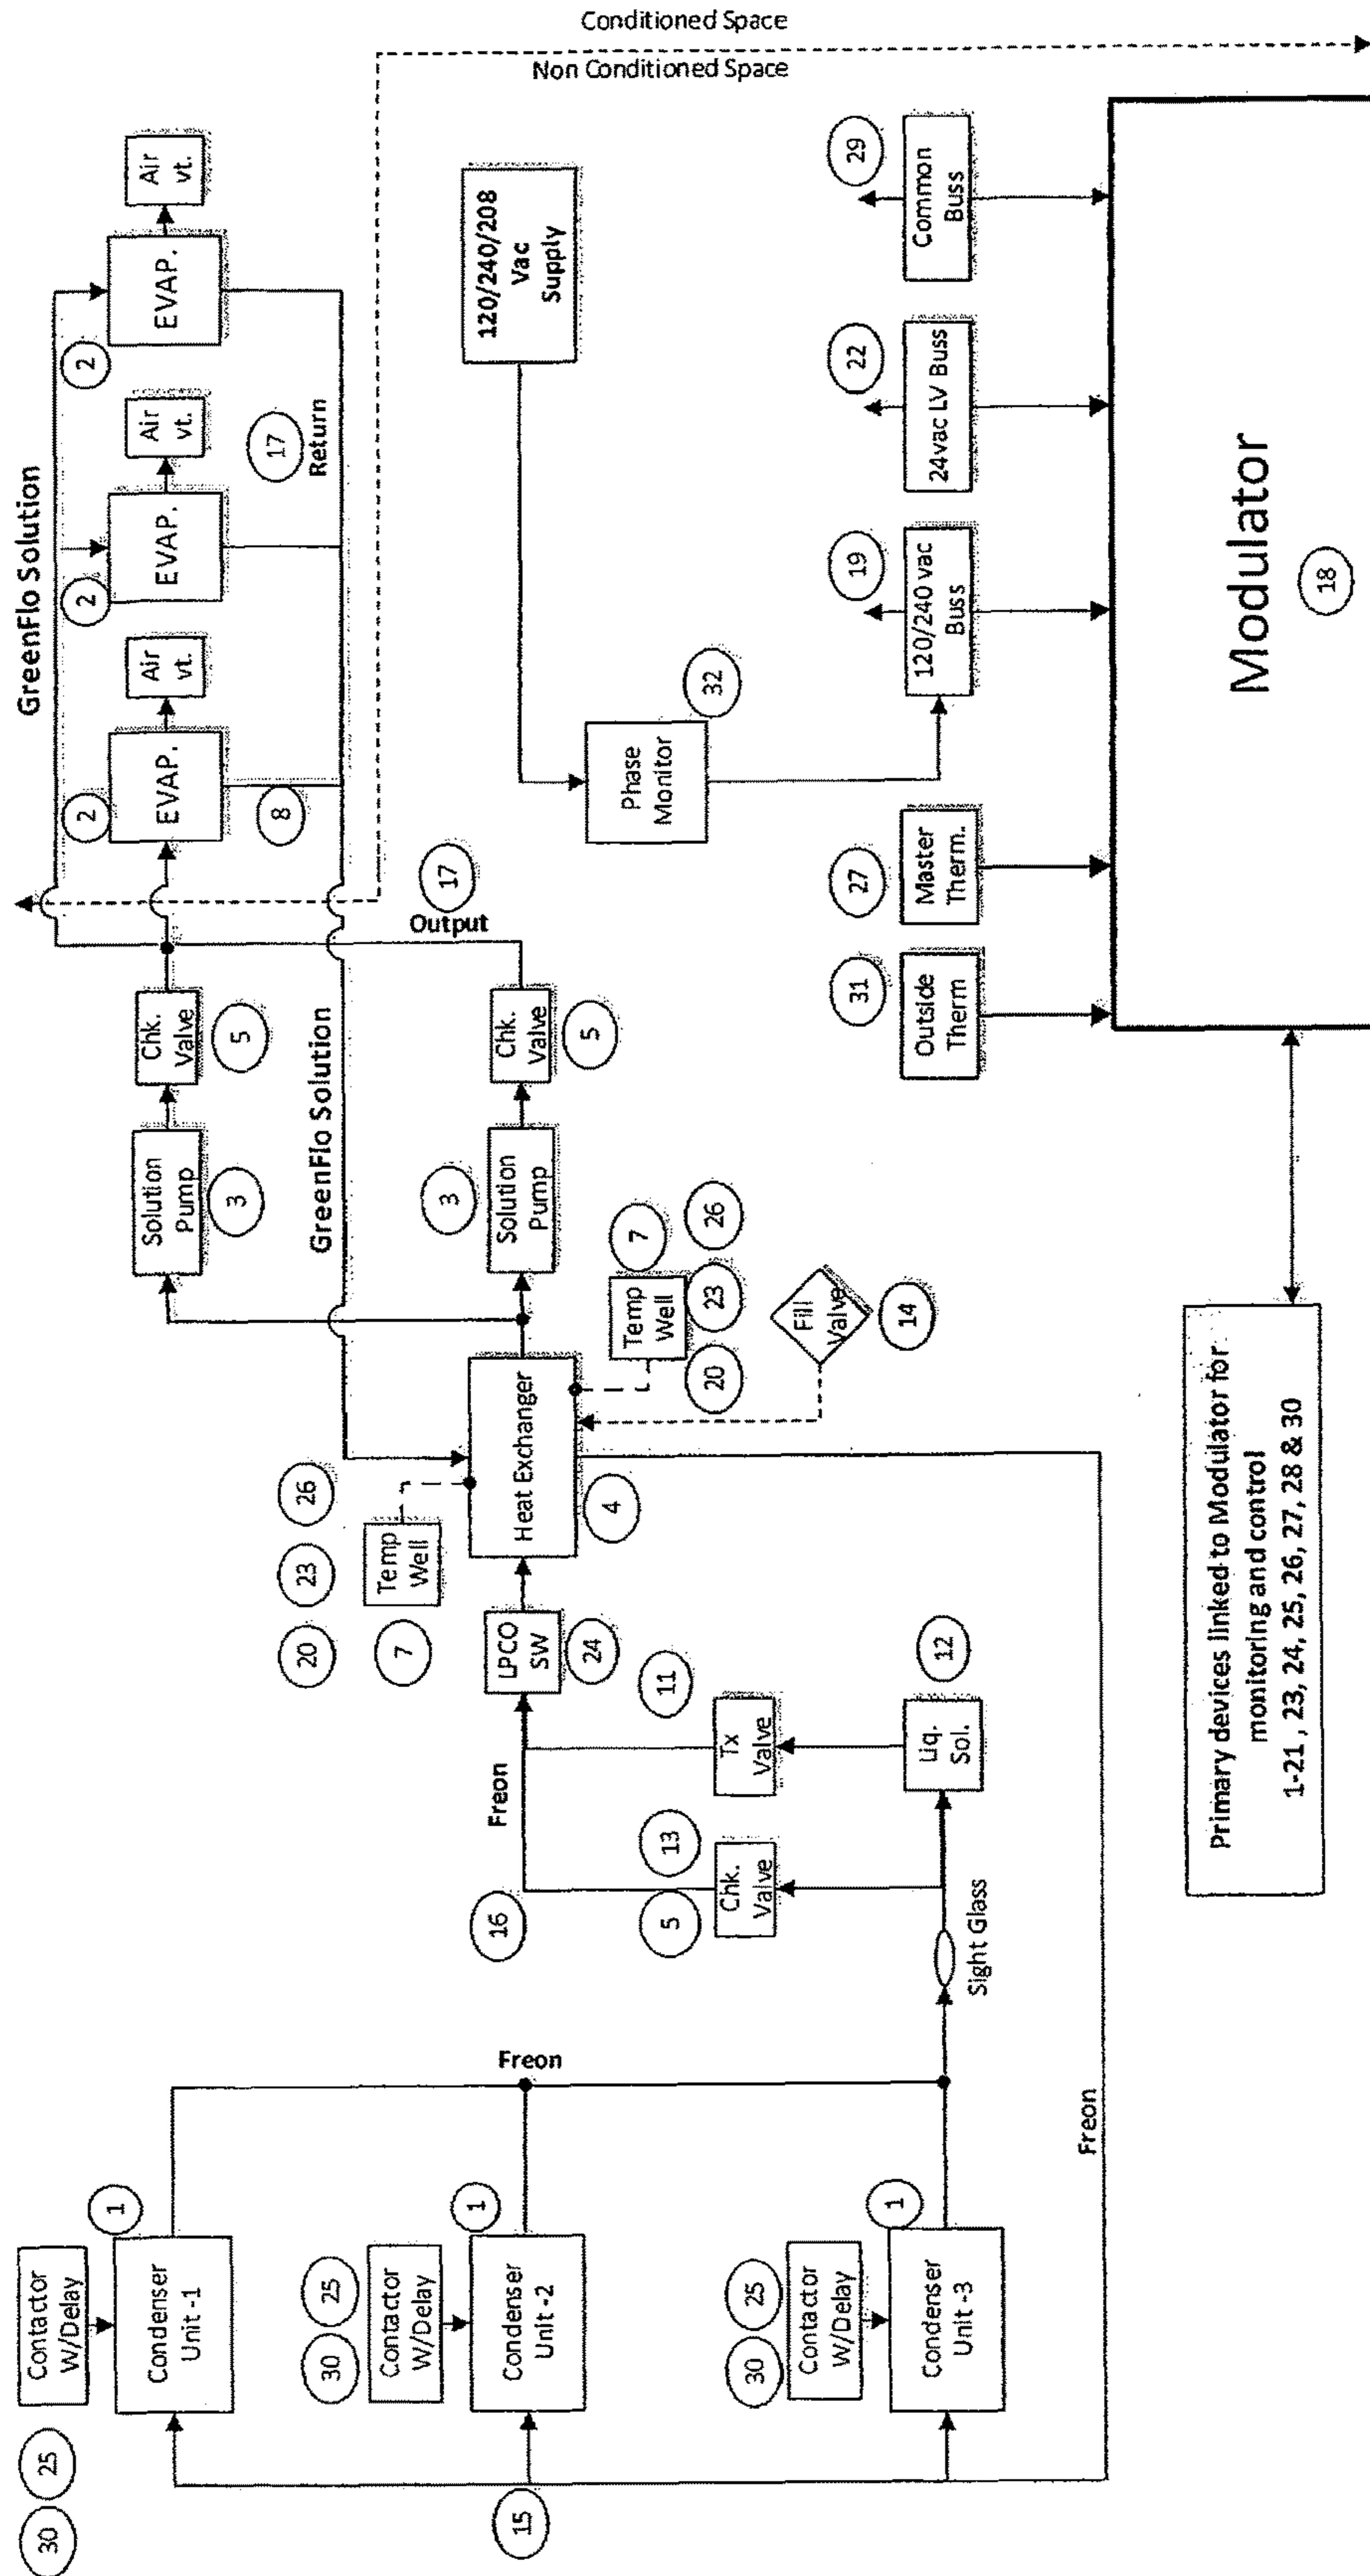 Conditioned Space
Non Conditioned Space
GreenFlo Solution
Air
vt.
EVAP.
2
Air
vt.
EVAP.
2
Air
vt.
EVAP.
2
8
17
Return
17
Output
Chk.
Valve
5
Solution
Pump
3
GreenFlo Solution
Chk.
Valve
5
Solution
Pump
3
120/240/208
Vac
Supply
Phase
Monitor
32
29
Common
Buss
22
24vac LV Buss
19
120/240 vac
Buss
27
Master
Therm.
31
Outside
Therm
Modulator
18
Heat Exchanger
4
Temp
Well
7
20
23
26
Temp
Well
7
20
23
26
Fill
Valve
14
LPCO
SW
24
Freon
16
Tx
Valve
11
Chk.
Valve
5
13
Liq.
Sol.
12
Sight Glass
Freon
Contactor
W/Delay
30
25
Condenser
Unit -1
1
Contactor
W/Delay
30
25
Condenser
Unit -2
1
Contactor
W/Delay
30
25
Condenser
Unit -3
1
15
Freon
Primary devices linked to Modulator for
monitoring and control
1-21 , 23, 24, 25, 26, 27, 28 & 30